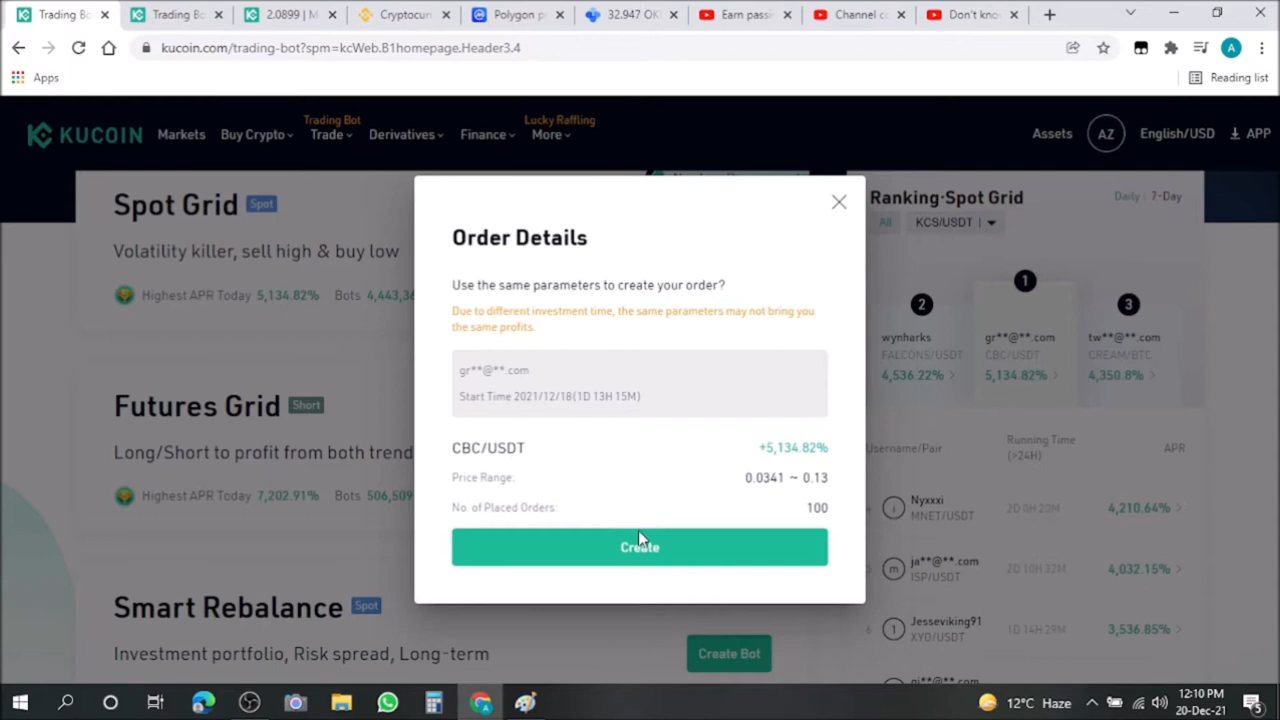 Trading Bot
Trading Bo
2.0899 | M
Cryptocurr
Polygon p
32.947 OK
Earn passi
Channel co
Don't know
kucoin.com/trading-bot?spm=kcWeb.B1homepage.Header3.4
A
Apps
Reading list
Trading Bot
Lucky Raffling
KUCOIN
Markets
Buy Crypto
Trade
Derivatives
Finance
More
Assets
AZ
English/USD
APP
Spot Grid Spot
Volatility killer, sell high & buy low
Highest APR Today 5,134.82% Bots 4,443,36
Futures Grid Short
Long/Short to profit from both trend
Highest APR Today 7,202.91% Bots 506,509
Smart Rebalance Spot
Investment portfolio, Risk spread, Long-term
Create Bot
Order Details
Use the same parameters to create your order?
Due to different investment time, the same parameters may not bring you
the same profits.
gr**@**.com
Start Time 2021/12/18(1D 13H 15M)
CBC/USDT +5,134.82%
Price Range: 0.0341 ~ 0.13
No. of Placed Orders: 100
Create
Ranking·Spot Grid Daily 7-Day
All KCS/USDT
2 1 3
wynharks gr**@**.com tw**@**.com
FALCONS/USDT CBC/USDT CREAM/BTC
4,536.22% > 5,134.82% > 4,350.8% >
Username/Pair Running Time APR
(>24H)
i Nyxxxi
MNET/USDT 2D 0H 20M 4,210.64% >
m ja**@**.com
ISP/USDT 2D 10H 32M 4,032.15% >
6 1 Jesseviking91
XYO/USDT 1D 14H 29M 3,536.85% >
12°C Haze
12:10 PM
20-Dec-21
5